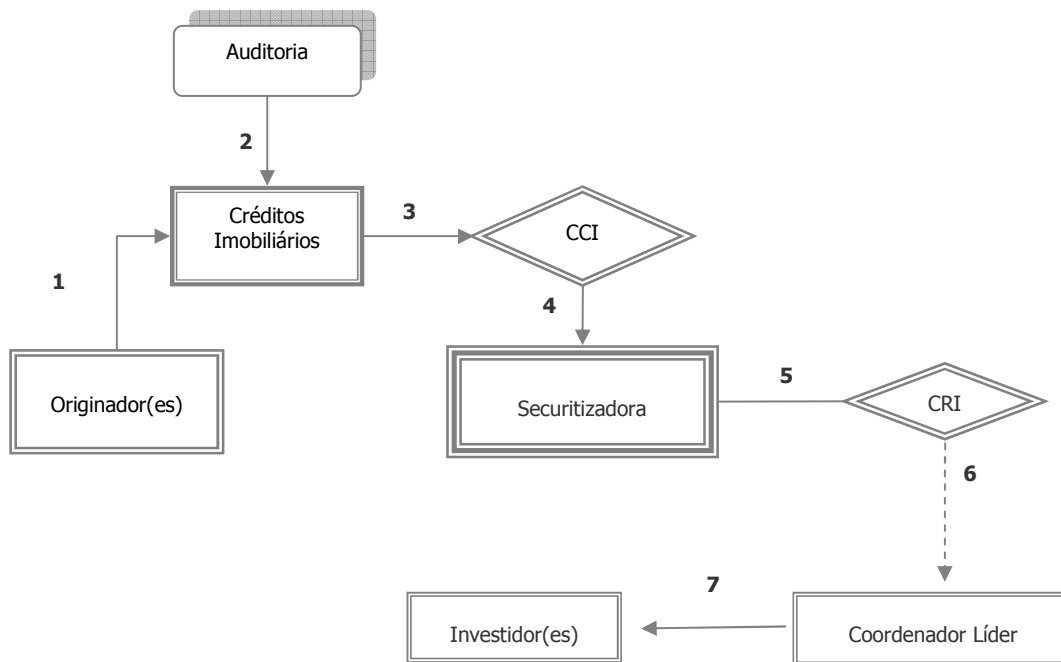 Auditoria
2
Créditos
Imobiliários
3
CCI
1
4
Originador(es)
Securitizadora
5
CRI
6
7
Investidor(es)
Coordenador Líder